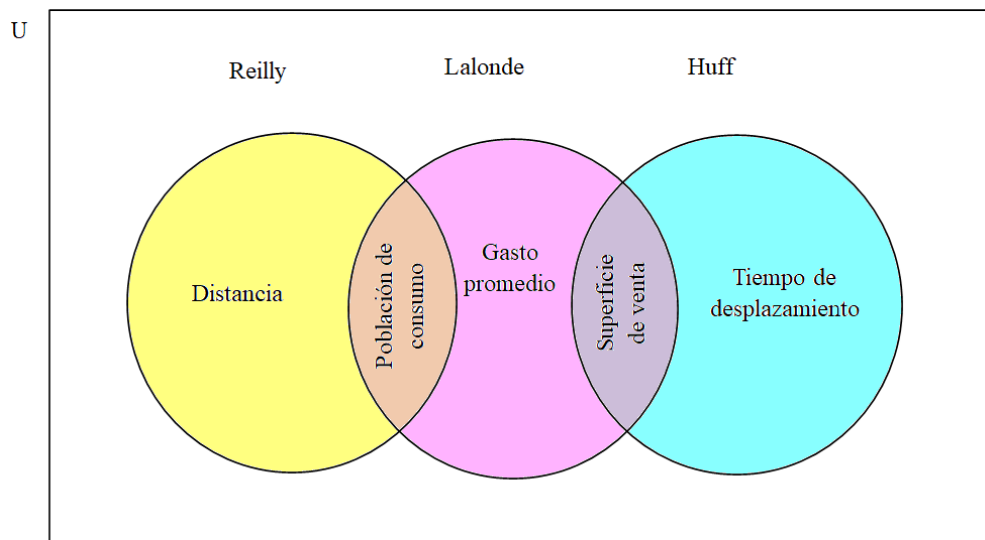 U
Reilly
Lalonde
Huff
Distancia
Población de
consumo
Gasto
promedio
Superficie
de venta
Tiempo de
desplazamiento